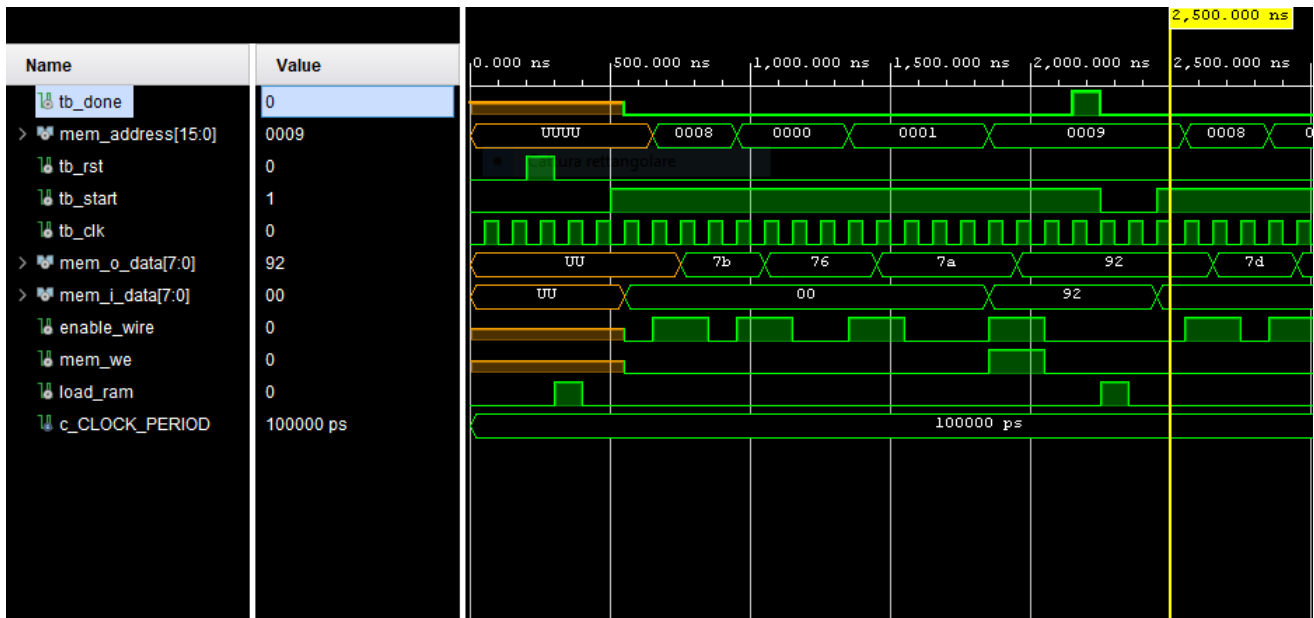 2,500.000 ns
Name Value
0.000 ns 500.000 ns 1,000.000 ns 1,500.000 ns 2,000.000 ns 2,500.000 ns
tb_done 0
mem_address[15:0] 0009 UUUU 0008 0000 0001 0009 0008 0
tb_rst 0 rettangolare
tb_start 1
tb_clk 0
mem_o_data[7:0] 92 UU 7b 76 7a 92 7d
mem_i_data[7:0] 00 UU 00 92
enable_wire 0
mem_we 0
load_ram 0
c_CLOCK_PERIOD 100000 ps 100000 ps